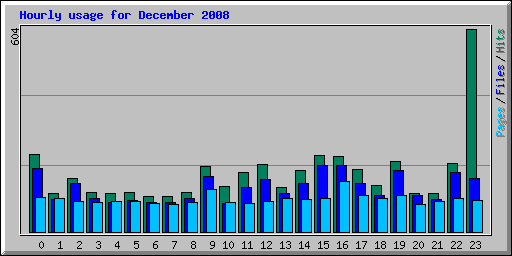 Hourly usage for December 2008
604
Pages / Files / Hits
0 1 2 3 4 5 6 7 8 9 10 11 12 13 14 15 16 17 18 19 20 21 22 23